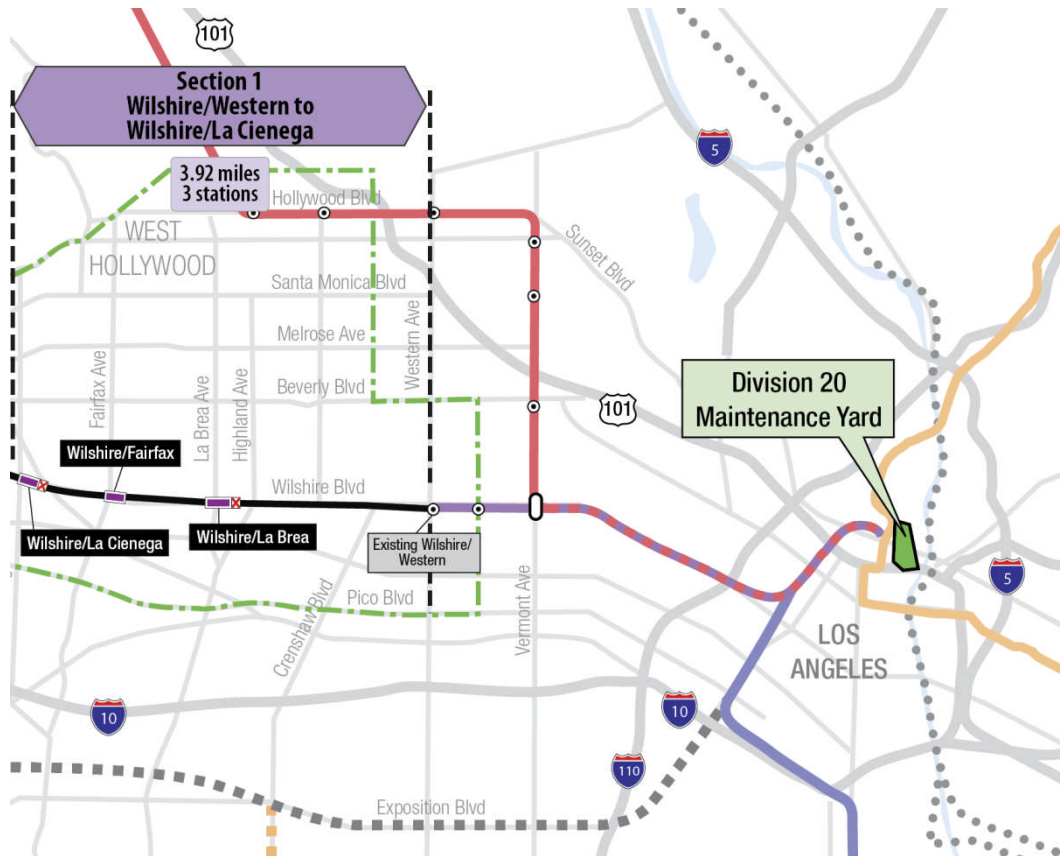 101
Section 1
Wilshire/Western to
Wilshire/La Cienega
5
3.92 miles
3 stations
Hollywood Blvd
WEST
HOLLYWOOD
Sunset Blvd
Santa Monica Blvd
Melrose Ave
Western Ave
Beverly Blvd
Fairfax Ave
La Brea Ave
Highland Ave
101
Division 20
Maintenance Yard
Wilshire/Fairfax
Wilshire Blvd
Wilshire/La Cienega
Wilshire/La Brea
Existing Wilshire/
Western
5
Pico Blvd
Crenshaw Blvd
Vermont Ave
LOS
ANGELES
10
10
110
Exposition Blvd